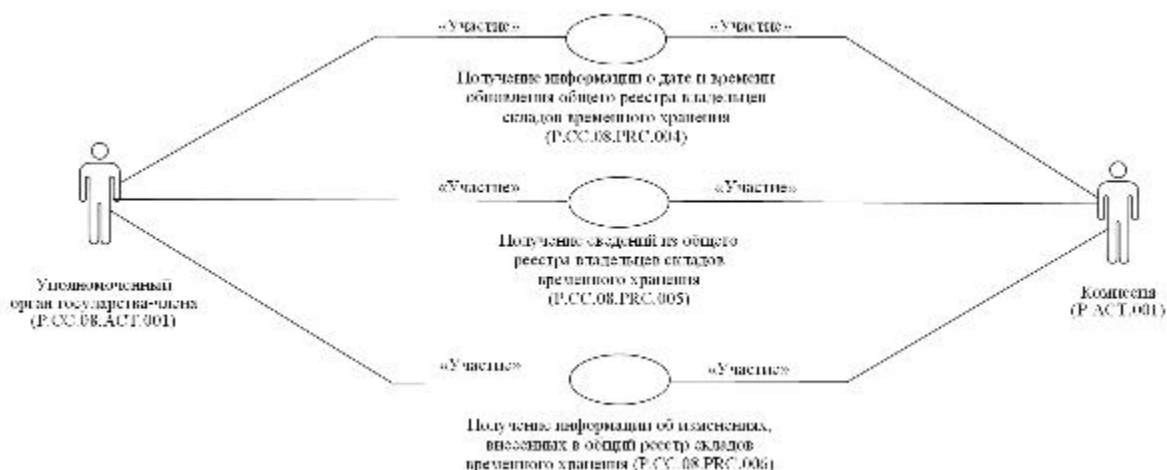 «Участие» «Участие»
Получение информации о дате и времени
обновления общего реестра владельцев
складов временного хранения
(P.CC.08.PRC.004)
«Участие» «Участие»
Получение сведений из общего
реестра владельцев складов
временного хранения
(P.CC.08.PRC.005)
Уполномоченный
орган государства-члена
(P.CC.08.ACT.001)
Комиссия
(P.ACT.001)
«Участие» «Участие»
Получение информации об изменениях,
внесенных в общий реестр складов
временного хранения (P.CC.08.PRC.006)